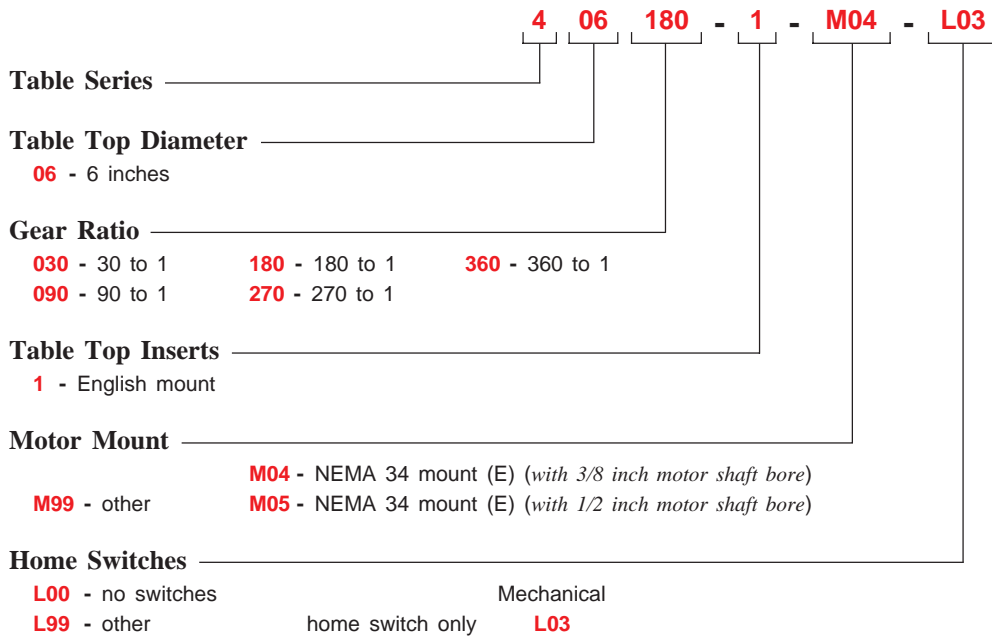 4 06 180 - 1 - M04 - L03
Table Series
Table Top Diameter
06 - 6 inches
Gear Ratio
030 - 30 to 1 180 - 180 to 1 360 - 360 to 1
090 - 90 to 1 270 - 270 to 1
Table Top Inserts
1 - English mount
Motor Mount
M04 - NEMA 34 mount (E) (with 3/8 inch motor shaft bore)
M99 - other M05 - NEMA 34 mount (E) (with 1/2 inch motor shaft bore)
Home Switches
L00 - no switches Mechanical
L99 - other home switch only L03